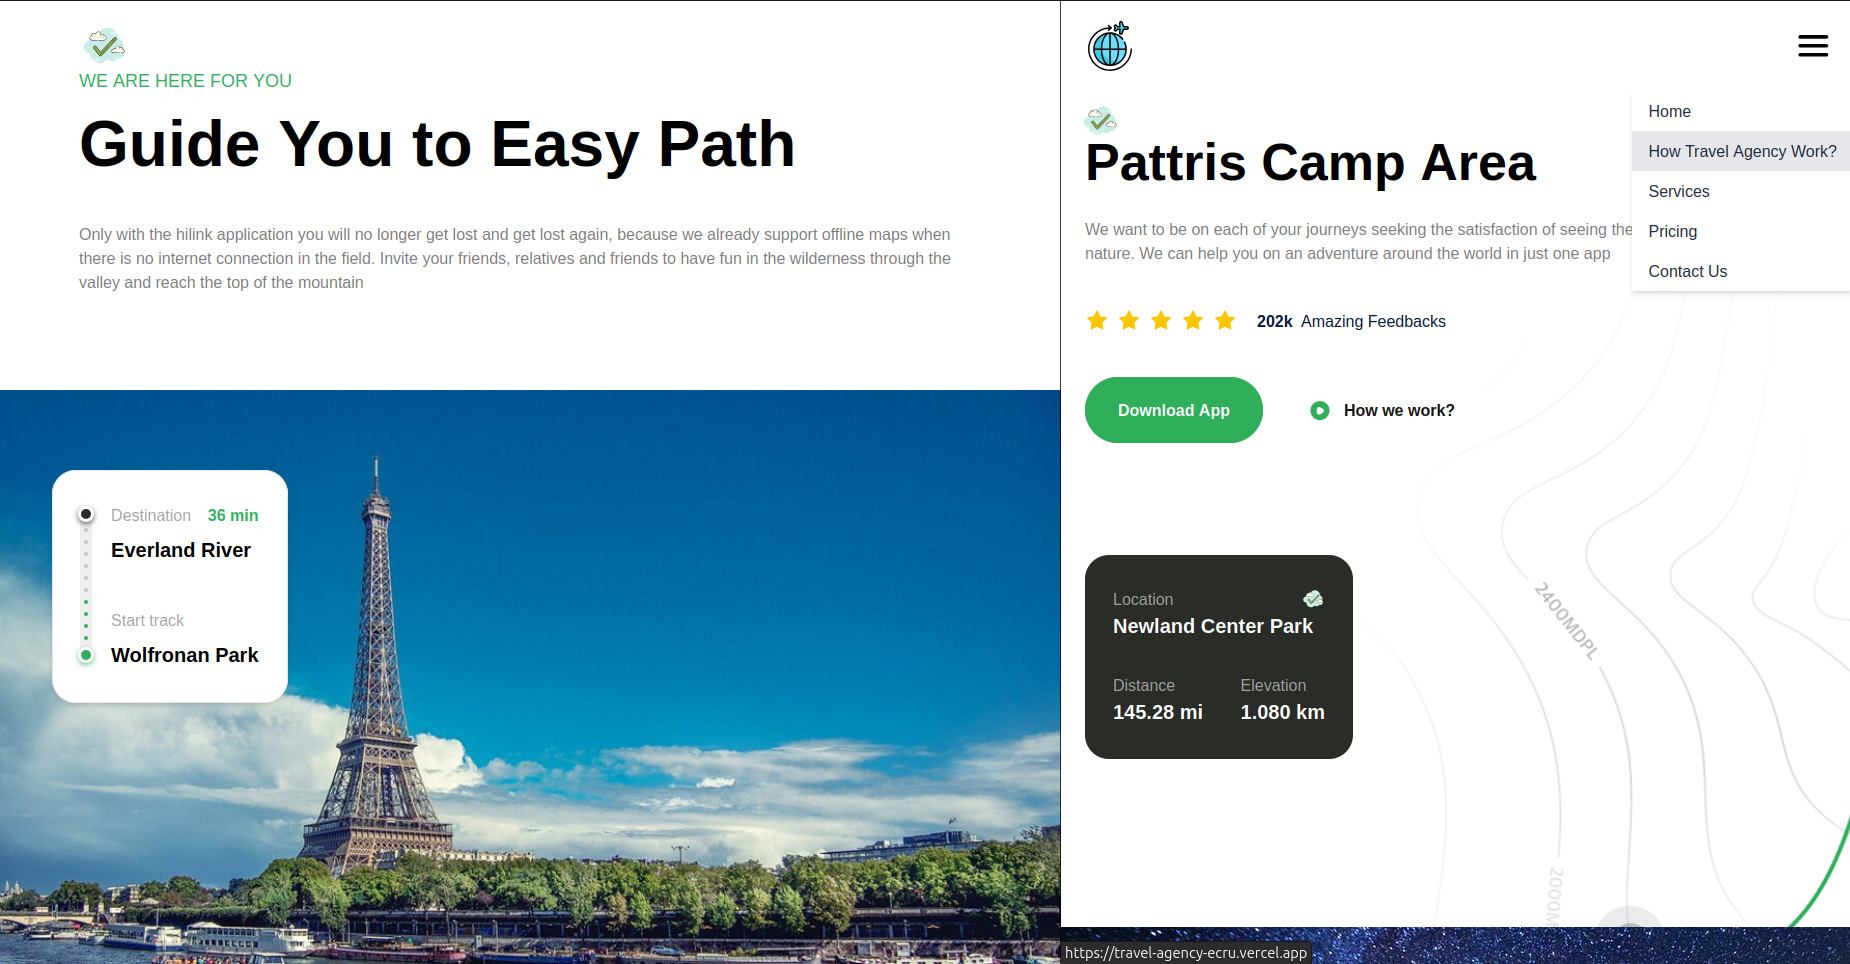 WE ARE HERE FOR YOU
Guide You to Easy Path
Only with the hilink application you will no longer get lost and get lost again, because we already support offline maps when
there is no internet connection in the field. Invite your friends, relatives and friends to have fun in the wilderness through the
valley and reach the top of the mountain
Destination 36 min
Everland River
Start track
Wolfronan Park
Home
How Travel Agency Work?
Services
Pricing
Contact Us
Pattris Camp Area
We want to be on each of your journeys seeking the satisfaction of seeing the
nature. We can help you on an adventure around the world in just one app
202k Amazing Feedbacks
Download App
How we work?
Location
Newland Center Park
Distance Elevation
145.28 mi 1.080 km
2400MDPL
2000M
https://travel-agency-ecru.vercel.app